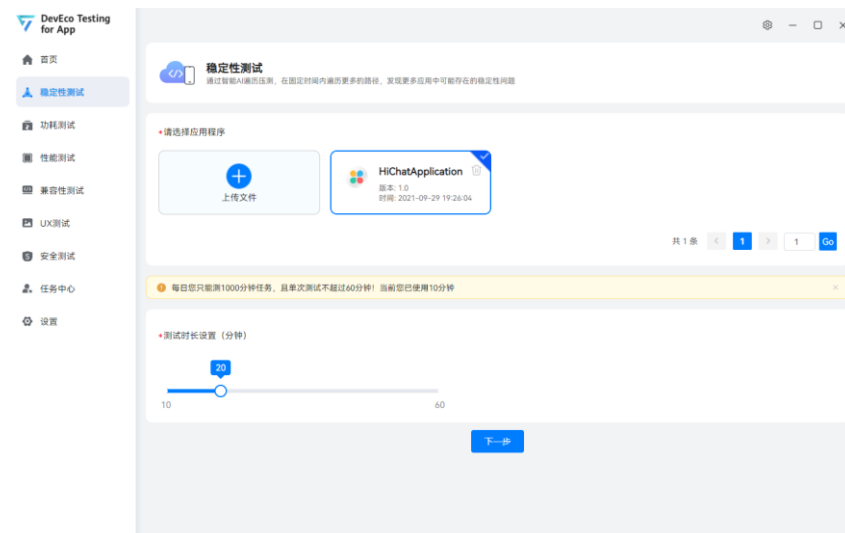 DevEco Testing
for App
首页
稳定性测试
功耗测试
性能测试
兼容性测试
UX测试
安全测试
任务中心
设置
稳定性测试
通过智能AI遍历压测，在固定时间内遍历更多的路径，发现更多应用中可能存在的稳定性问题
*请选择应用程序
上传文件
HiChatApplication
版本: 1.0
时间: 2021-09-29 19:26:04
共 1 条
1
1
Go
每日您只能测1000分钟任务，且单次测试不超过60分钟！当前您已使用10分钟
*测试时长设置（分钟）
20
10
60
下一步